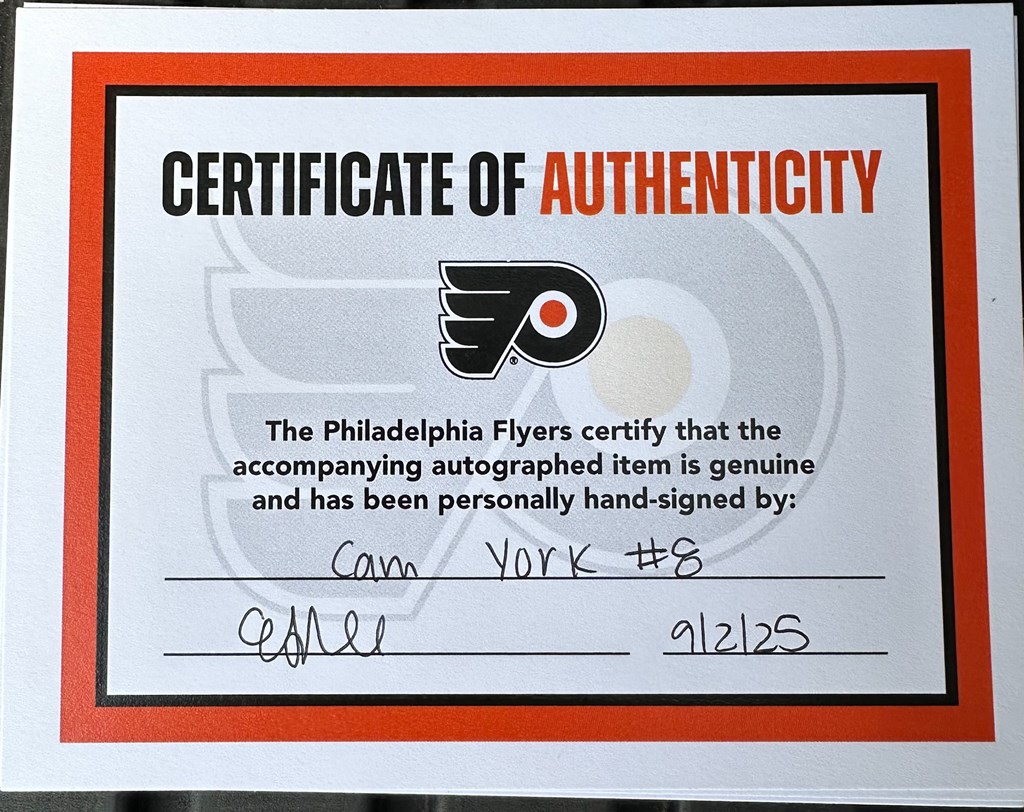 CERTIFICATE OF AUTHENTICITY
®
The Philadelphia Flyers certify that the
accompanying autographed item is genuine
and has been personally hand-signed by:
Cam York #8
9/2/25